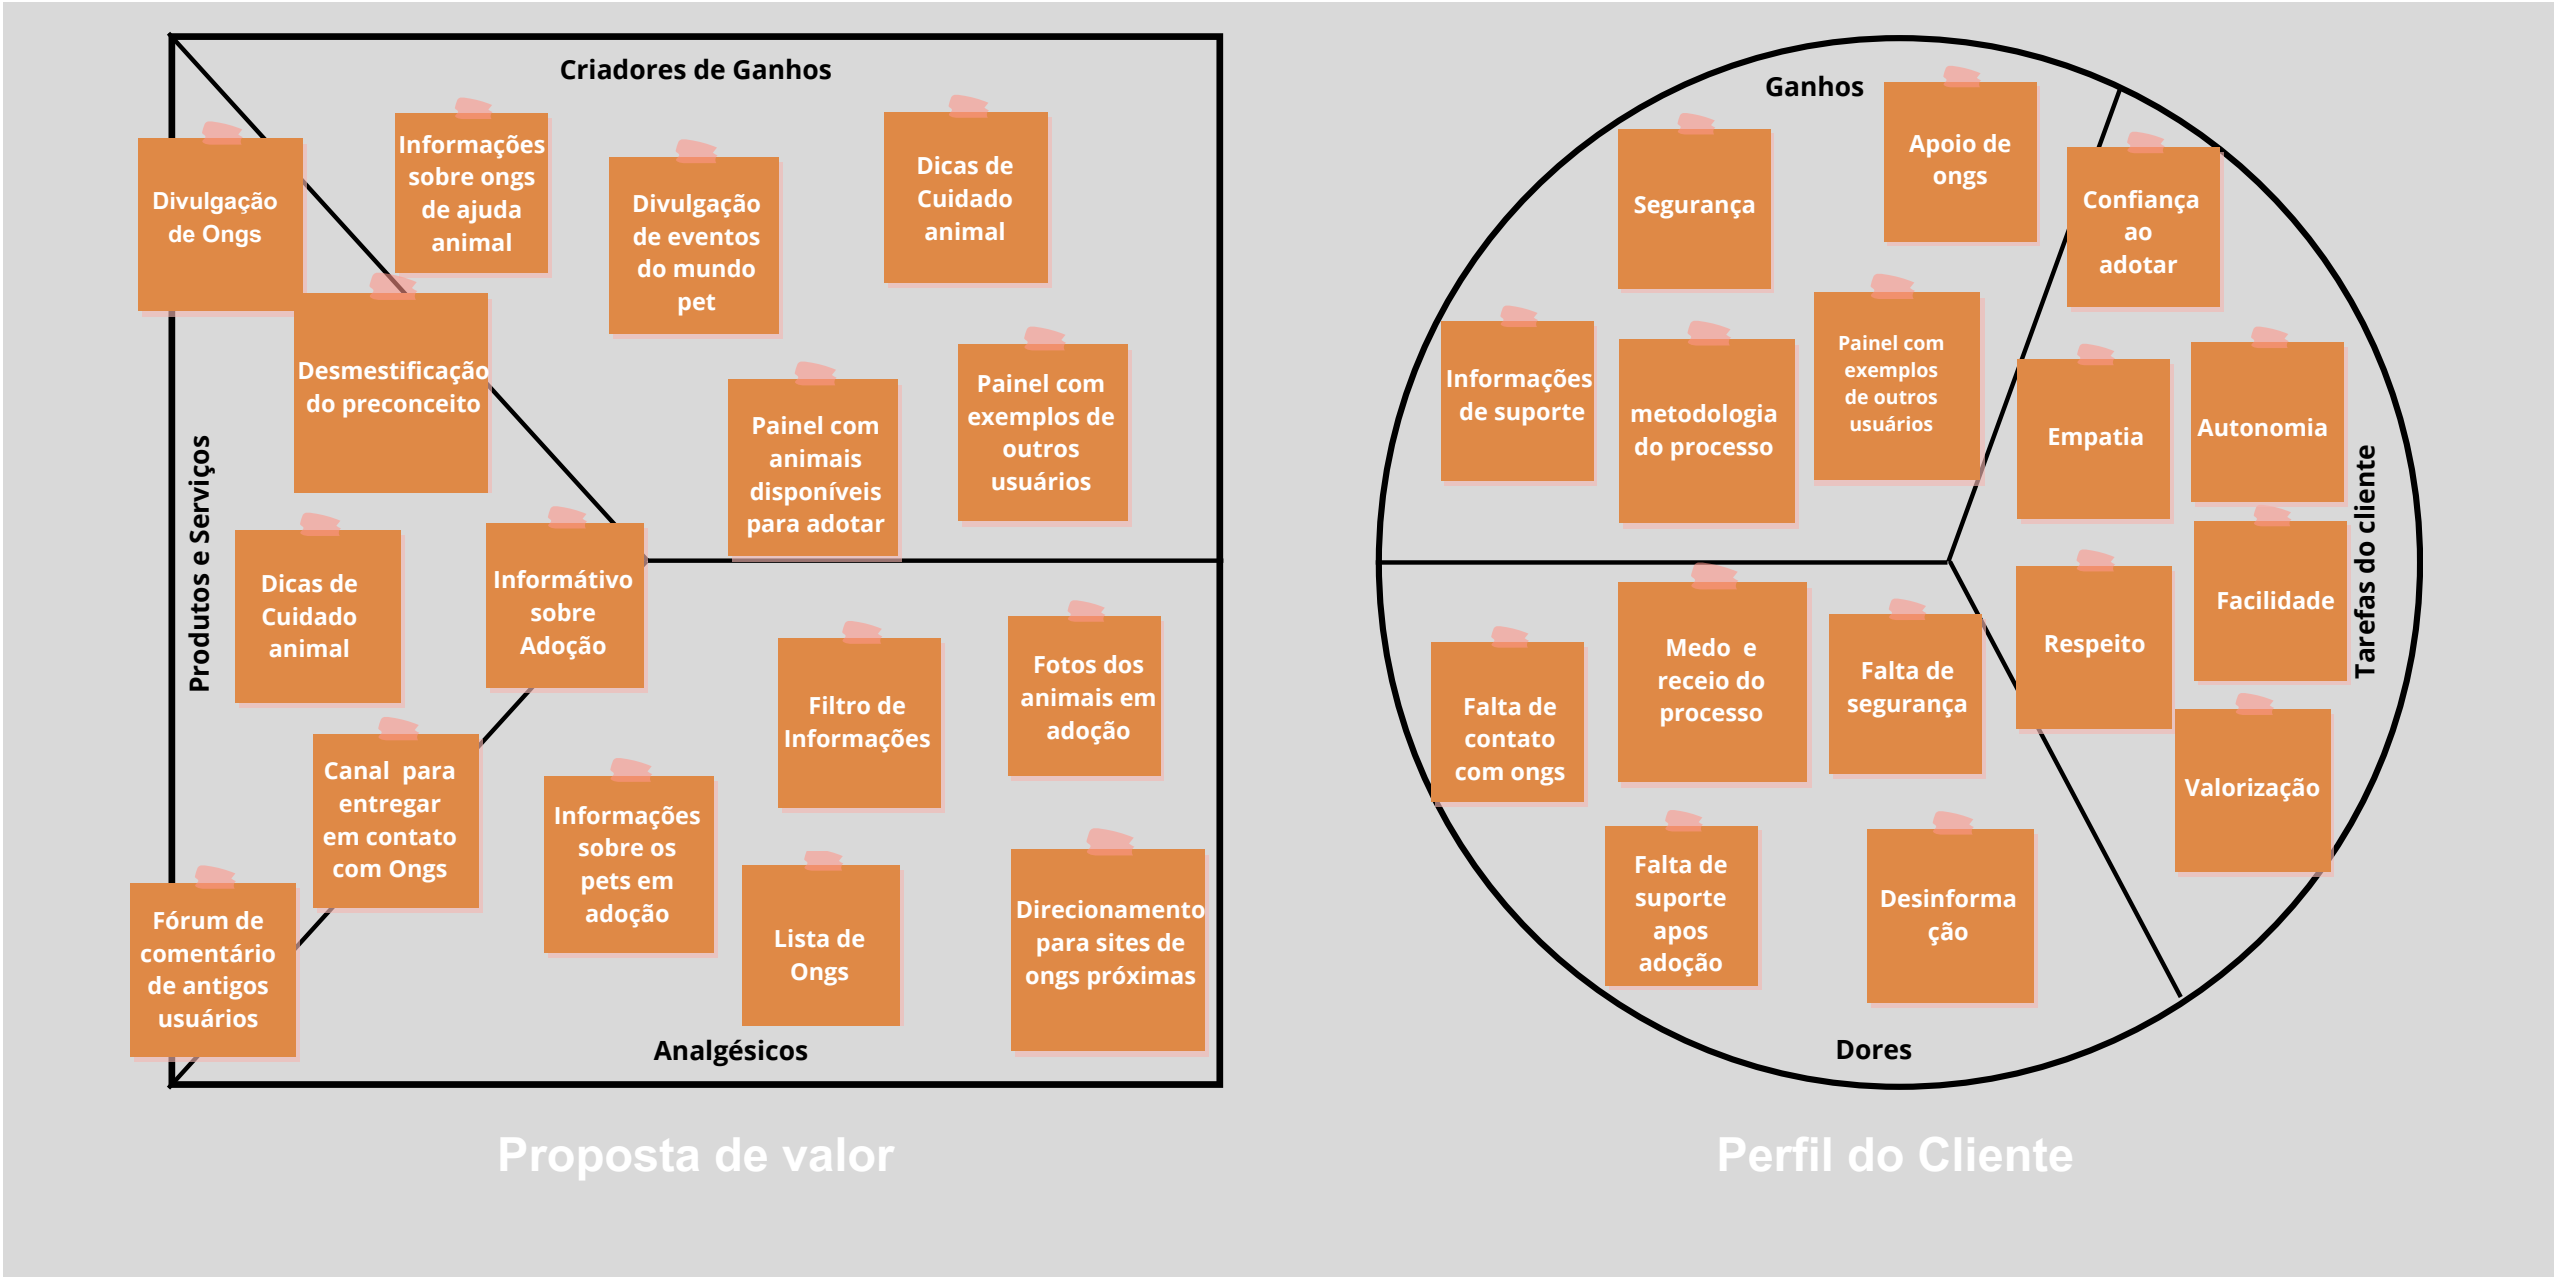 Criadores de Ganhos
Divulgação
de Ongs
Informações
sobre ongs
de ajuda
animal
Divulgação
de eventos
do mundo
pet
Dicas de
Cuidado
animal
Desmestificação
do preconceito
Painel com
animais
disponíveis
para adotar
Painel com
exemplos de
outros
usuários
Produtos e Serviços
Dicas de
Cuidado
animal
Informátivo
sobre
Adoção
Canal para
entregar
em contato
com Ongs
Fórum de
comentário
de antigos
usuários
Filtro de
Informações
Fotos dos
animais em
adoção
Informações
sobre os
pets em
adoção
Lista de
Ongs
Direcionamento
para sites de
ongs próximas
Analgésicos
Proposta de valor
Ganhos
Segurança
Apoio de
ongs
Informações
de suporte
metodologia
do processo
Painel com
exemplos
de outros
usuários
Confiança
ao
adotar
Empatia
Autonomia
Tarefas do cliente
Respeito
Facilidade
Valorização
Falta de
contato
com ongs
Medo e
receio do
processo
Falta de
segurança
Falta de
suporte
apos
adoção
Desinforma
ção
Dores
Perfil do Cliente